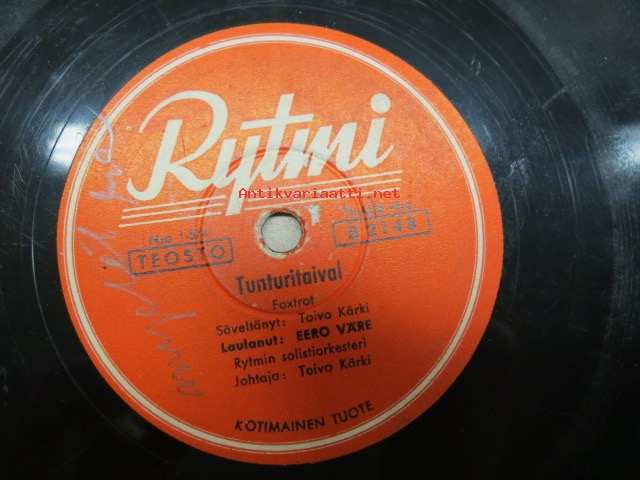 Rytmi
Antikvariaatti.net
TEOSTO
B 2148
Tunturitaival
Foxtrot
Säveltänyt: Toivo Kärki
Laulanut: EERO VÄRE
Rytmin solistiorkesteri
Johtaja: Toivo Kärki
KOTIMAINEN TUOTE